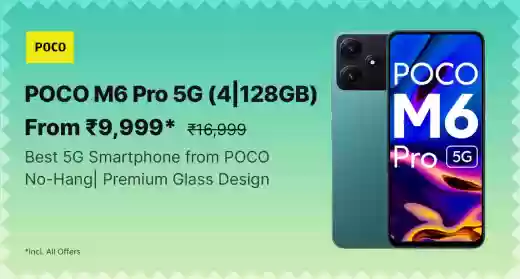 POCO
POCO M6 Pro 5G (4|128GB)
From ₹9,999* ₹16,999
Best 5G Smartphone from POCO
No-Hang| Premium Glass Design
*Incl. All Offers
POCO
M6
Pro 5G